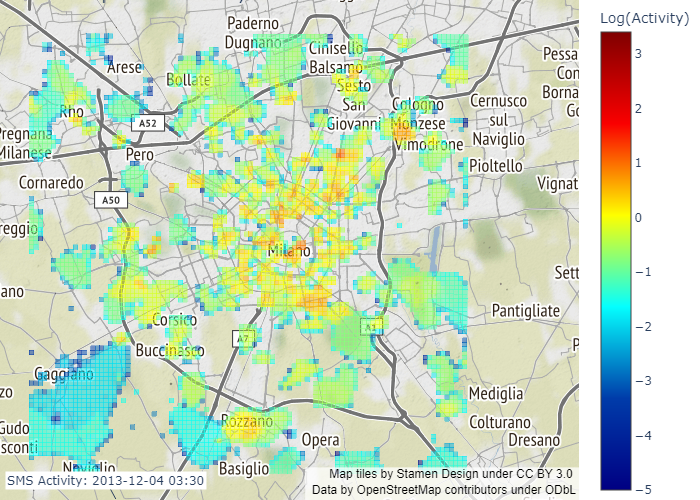 Log(Activity)
Paderno
Dugnano
Cinisello
Balsamo
Arese
Bollate
Sesto
San
Giovanni
Cologno
Monzese
Vimodrone
Cernusco
sul
Naviglio
Pessa
Con
Borna
Go
Rho
A52
Pregnana
Milanese
Pero
Pioltello
Cornaredo
Vignat
A50
reggio
Milano
Sett
ano
Pantigliate
Corsico
A7
A1
P
Buccinasco
Gaggiano
zo
Mediglia
Rozzano
Colturano
Dresano
Gudo
sconti
Opera
Basiglio
Naviglio
SMS Activity: 2013-12-04 03:30
Map tiles by Stamen Design under CC BY 3.0
Data by OpenStreetMap contributors under ODbL
3
2
1
0
−1
−2
−3
−4
−5